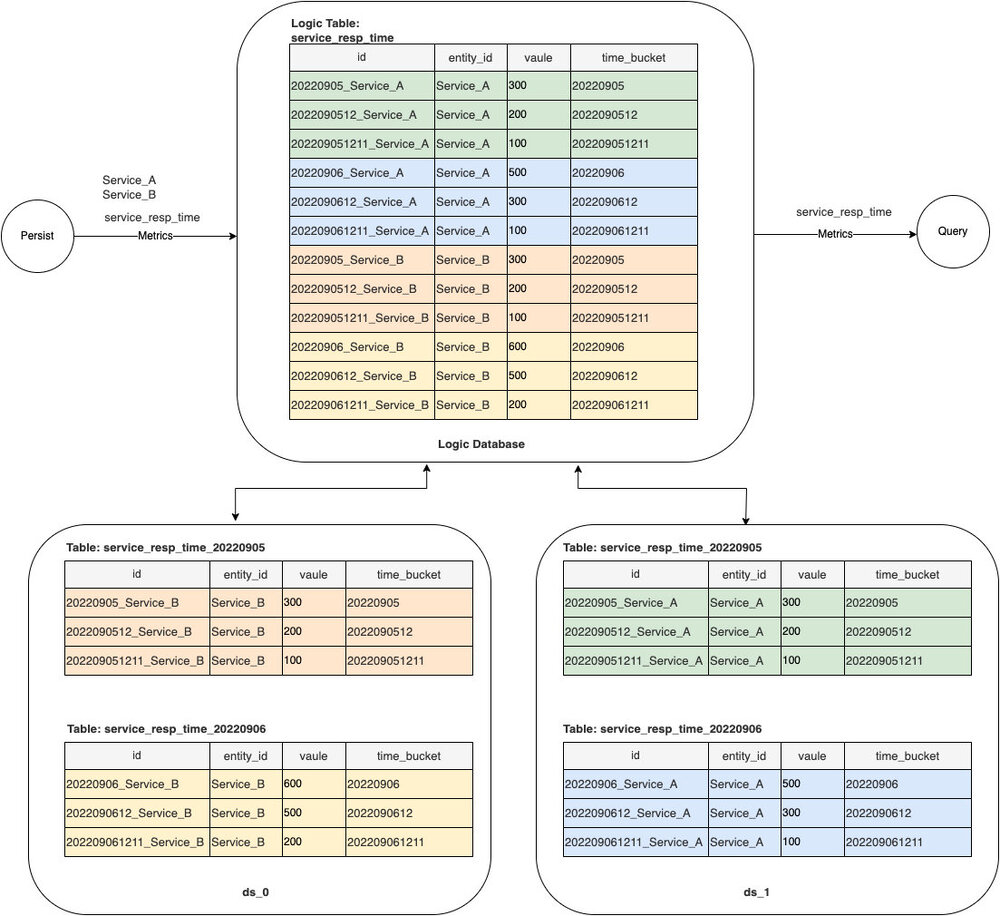 Logic Table:
service_resp_time
id entity_id vaule time_bucket
20220905_Service_A Service_A 300 20220905
2022090512_Service_A Service_A 200 2022090512
202209051211_Service_A Service_A 100 202209051211
20220906_Service_A Service_A 500 20220906
2022090612_Service_A Service_A 300 2022090612
202209061211_Service_A Service_A 100 202209061211
20220905_Service_B Service_B 300 20220905
2022090512_Service_B Service_B 200 2022090512
202209051211_Service_B Service_B 100 202209051211
20220906_Service_B Service_B 600 20220906
2022090612_Service_B Service_B 500 2022090612
202209061211_Service_B Service_B 200 202209061211
Logic Database
Persist
Service_A
Service_B
service_resp_time
Metrics
service_resp_time
Metrics
Query
Table: service_resp_time_20220905
id entity_id vaule time_bucket
20220905_Service_B Service_B 300 20220905
2022090512_Service_B Service_B 200 2022090512
202209051211_Service_B Service_B 100 202209051211
Table: service_resp_time_20220906
id entity_id vaule time_bucket
20220906_Service_B Service_B 600 20220906
2022090612_Service_B Service_B 500 2022090612
202209061211_Service_B Service_B 200 202209061211
ds_0
Table: service_resp_time_20220905
id entity_id vaule time_bucket
20220905_Service_A Service_A 300 20220905
2022090512_Service_A Service_A 200 2022090512
202209051211_Service_A Service_A 100 202209051211
Table: service_resp_time_20220906
id entity_id vaule time_bucket
20220906_Service_A Service_A 500 20220906
2022090612_Service_A Service_A 300 2022090612
202209061211_Service_A Service_A 100 202209061211
ds_1